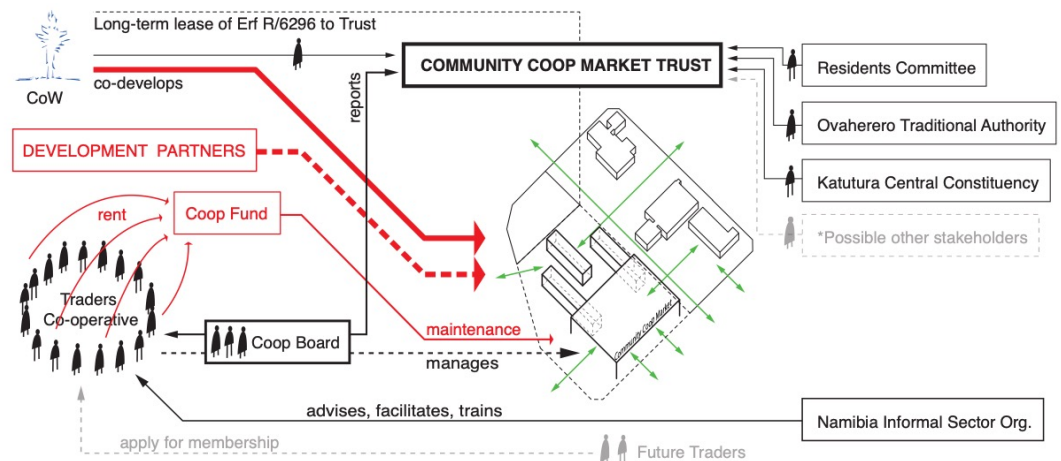 Long-term lease of Erf R/6296 to Trust
CoW
co-develops
COMMUNITY COOP MARKET TRUST
Residents Committee
reports
Ovaherero Traditional Authority
DEVELOPMENT PARTNERS
Katutura Central Constituency
rent
Coop Fund
*Possible other stakeholders
Traders
Co-operative
maintenance
Community Coop Market
Coop Board
manages
advises, facilitates, trains
Namibia Informal Sector Org.
apply for membership
Future Traders